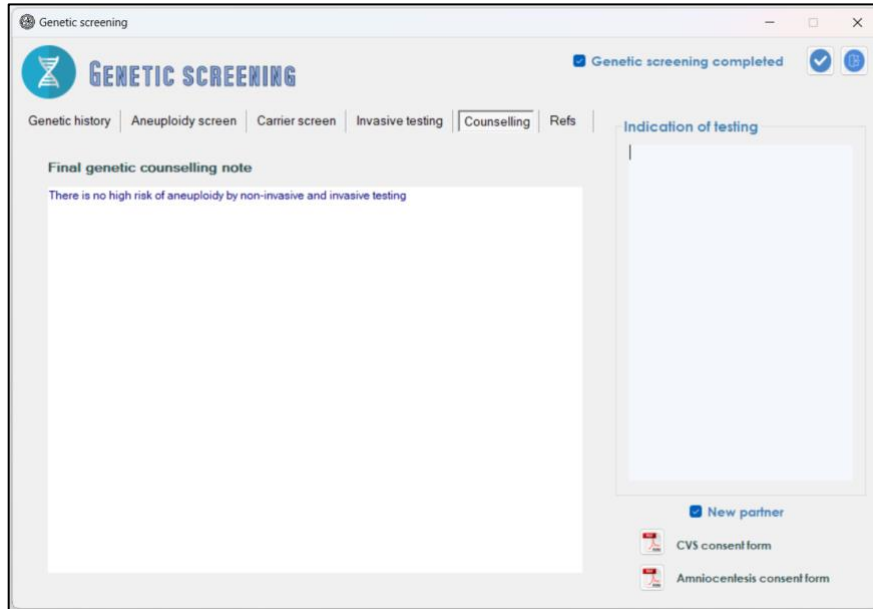 Genetic screening
GENETIC SCREENING
Genetic screening completed
Genetic history
Aneuploidy screen
Carrier screen
Invasive testing
Counselling
Refs
Final genetic counselling note
There is no high risk of aneuploidy by non-invasive and invasive testing
Indication of testing
New partner
CVS consent form
Amniocentesis consent form